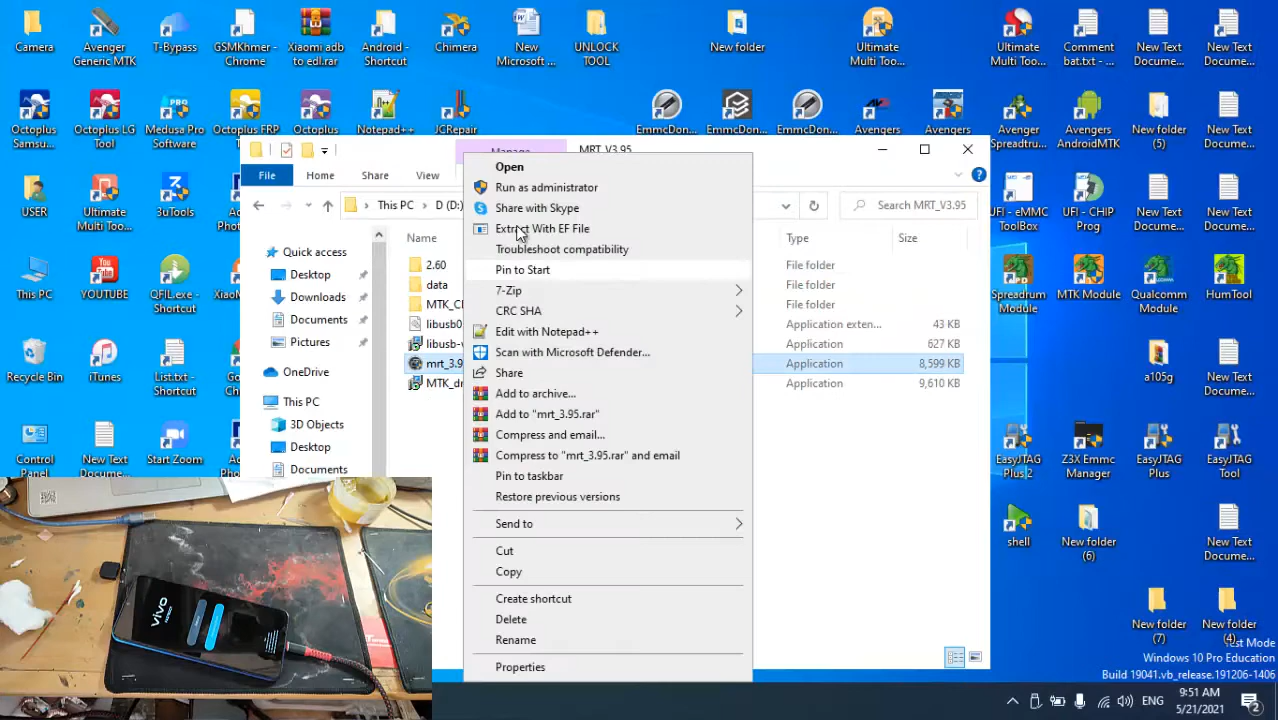 Camera
Avenger
Generic MTK
T-Bypass
GSMKhmer -
Chrome
Xiaomi adb
to edl.rar
Android -
Shortcut
Chimera
New
Microsoft ...
UNLOCK
TOOL
New folder
Ultimate
Multi Too...
Ultimate
Multi Too...
Comment
bat.txt - ...
New Text
Docume...
New Text
Docume...
Octoplus
Samsu...
Octoplus LG
Tool
PRO
Medusa Pro
Software
Octoplus FRP
Octoplus
Notepad++
JCRepair
EmmcDon...
EmmcDon...
EmmcDon...
Avengers
Avengers
Avenger
Spreadtru...
Avengers
AndroidMTK
New folder
(5)
New Text
Docume...
MRT_V3.95
File
Home
Share
View
This PC
D (D:)
Search MRT_V3.95
Name
Type
Size
Quick access
Desktop
Downloads
Documents
Pictures
OneDrive
This PC
3D Objects
Desktop
Documents
2.60
File folder
data
File folder
File folder
libusb0
Application exten...
43 KB
Application
627 KB
mrt_3.9
Application
8,599 KB
Application
9,610 KB
Open
Run as administrator
Share with Skype
Extract With EF File
Troubleshoot compatibility
Pin to Start
7-Zip
CRC SHA
Edit with Notepad++
Scan with Microsoft Defender...
Share
Add to archive...
Add to "mrt_3.95.rar"
Compress and email...
Compress to "mrt_3.95.rar" and email
Pin to taskbar
Restore previous versions
Send to
Cut
Copy
Create shortcut
Delete
Rename
Properties
USER
Ultimate
Multi Too...
3uTools
UFi - eMMC
ToolBox
UFI - CHIP
Prog
New Text
Docume...
New Text
Docume...
This PC
YOUTUBE
QFIL.exe -
Shortcut
Spreadrum
Module
MTK Module
Qualcomm
Module
HumTool
Recycle Bin
iTunes
List.txt -
Shortcut
a105g
New Text
Docume...
Control
Panel
New Text
Docume...
Start Zoom
EasyJTAG
Plus 2
Z3X Emmc
Manager
EasyJTAG
Plus
EasyJTAG
Tool
shell
New folder
(6)
New Text
Docume...
New folder
(7)
New folder
(4)
Test Mode
Windows 10 Pro Education
Build 19041.vb_release.191206-1406
vivo
ENG
9:51 AM
5/21/2021
2